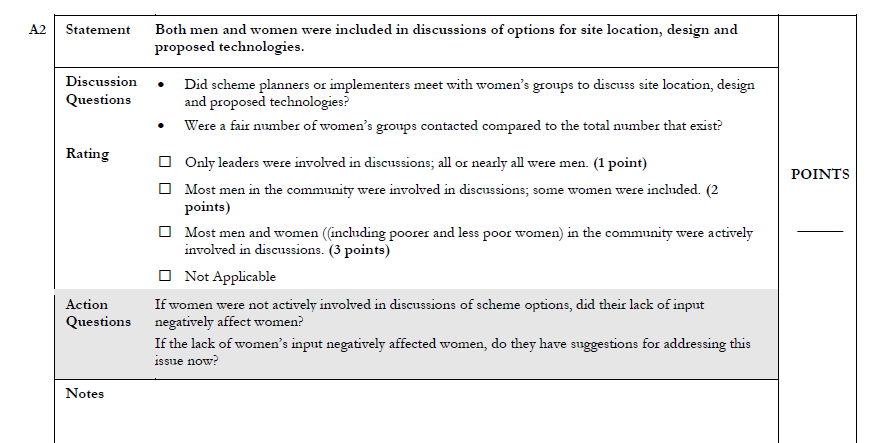 A2 Statement Both men and women were included in discussions of options for site location, design and
proposed technologies.
Discussion
Questions
• Did scheme planners or implementers meet with women's groups to discuss site location, design
and proposed technologies?
• Were a fair number of women's groups contacted compared to the total number that exist?
Rating
☐ Only leaders were involved in discussions; all or nearly all were men. (1 point)
☐ Most men in the community were involved in discussions; some women were included. (2
points)
☐ Most men and women ((including poorer and less poor women) in the community were actively
involved in discussions. (3 points)
☐ Not Applicable
POINTS
Action
Questions
If women were not actively involved in discussions of scheme options, did their lack of input
negatively affect women?
If the lack of women's input negatively affected women, do they have suggestions for addressing this
issue now?
Notes